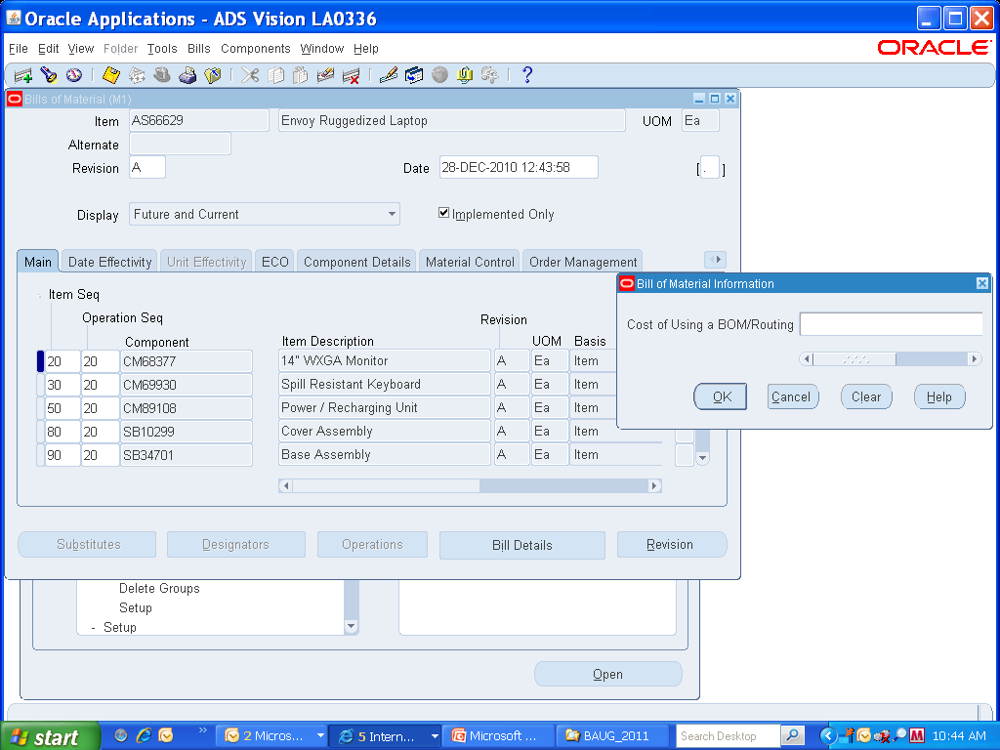 Oracle Applications - ADS Vision LA0336
File Edit View Folder Tools Bills Components Window Help
ORACLE
Bills of Material (M1)
Item AS66629 Envoy Ruggedized Laptop UOM Ea
Alternate
Revision A Date 28-DEC-2010 12:43:58 [ . ]
Display Future and Current Implemented Only
Main Date Effectivity Unit Effectivity ECO Component Details Material Control Order Management
Item Seq
Operation Seq Revision
Component Item Description UOM Basis
20 20 CM68377 14" WXGA Monitor A Ea Item
30 20 CM69930 Spill Resistant Keyboard A Ea Item
50 20 CM89108 Power / Recharging Unit A Ea Item
80 20 SB10299 Cover Assembly A Ea Item
90 20 SB34701 Base Assembly A Ea Item
Substitutes Designators Operations Bill Details Revision
Bill of Material Information
Cost of Using a BOM/Routing
OK Cancel Clear Help
Delete Groups
Setup
- Setup
Open
start » 2 Micros... 5 Intern... Microsoft ... BAUG_2011 Search Desktop M 10:44 AM